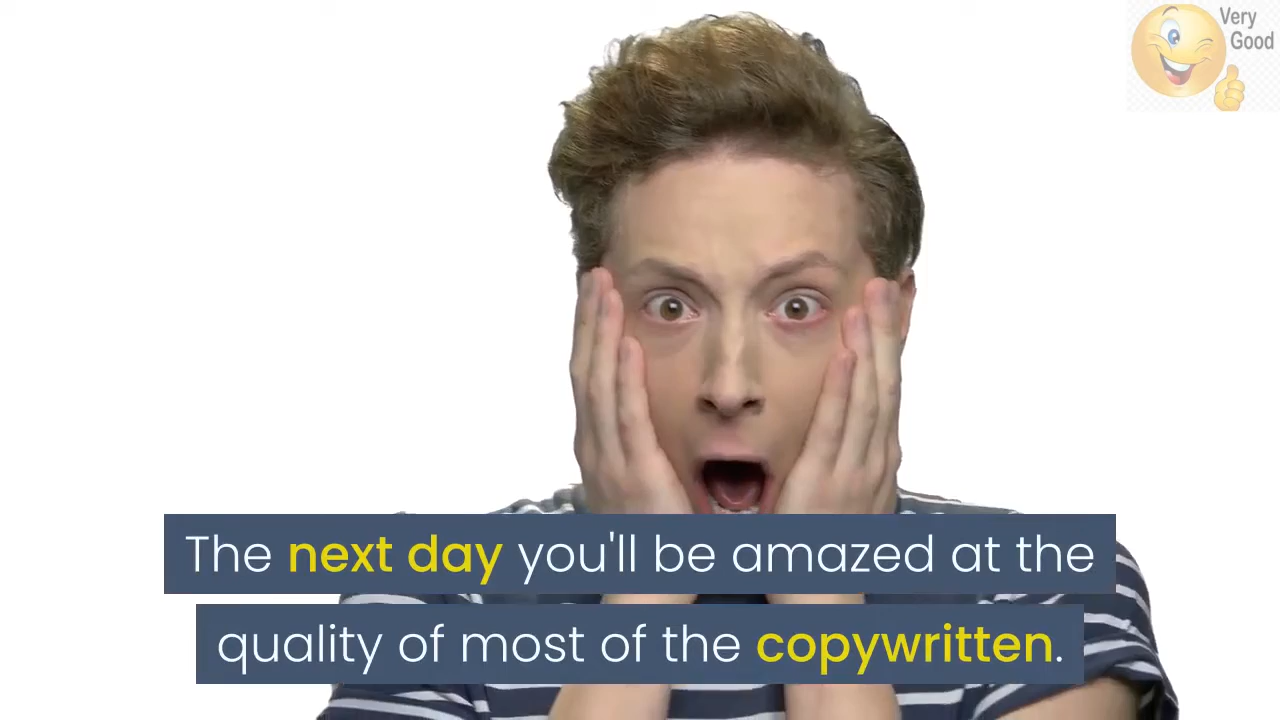 Very
Good
The next day you'll be amazed at the
quality of most of the copywritten.